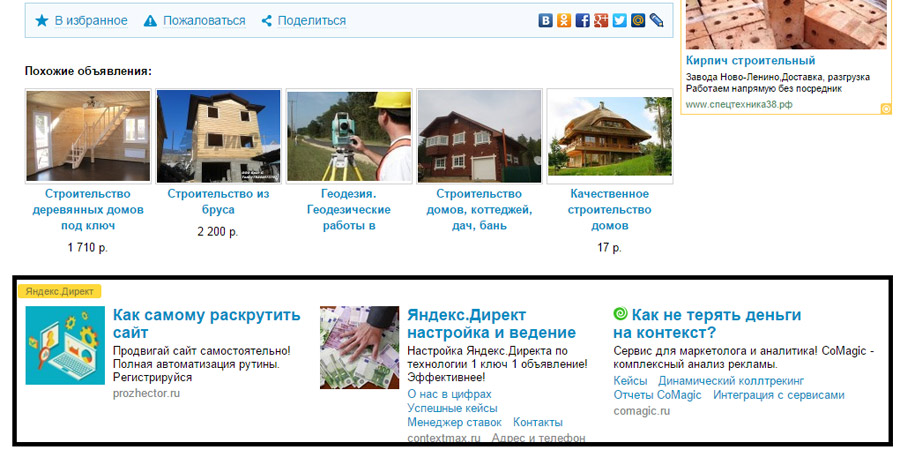 В избранное Пожаловаться Поделиться
Похожие объявления:
Строительство
деревянных домов
под ключ
1 710 р.
Строительство из
бруса
2 200 р.
Геодезия.
Геодезические
работы в
Строительство
домов, коттеджей,
дач, бань
Качественное
строительство
домов
17 р.
Кирпич строительный
Завода Ново-Ленино,Доставка, разгрузка
Работаем напрямую без посредник
www.спецтехника38.рф
Яндекс.Директ
Как самому раскрутить
сайт
Продвигай сайт самостоятельно!
Полная автоматизация рутины.
Регистрируйся
prozhector.ru
Яндекс.Директ
настройка и ведение
Настройка Яндекс.Директа по
технологии 1 ключ 1 объявление!
Эффективнее!
О нас в цифрах
Успешные кейсы
Менеджер ставок Контакты
contextmax.ru Адрес и телефон
Как не терять деньги
на контекст?
Сервис для маркетолога и аналитика! CoMagic -
комплексный анализ рекламы.
Кейсы Динамический коллтрекинг
Отчеты CoMagic Интеграция с сервисами
comagic.ru